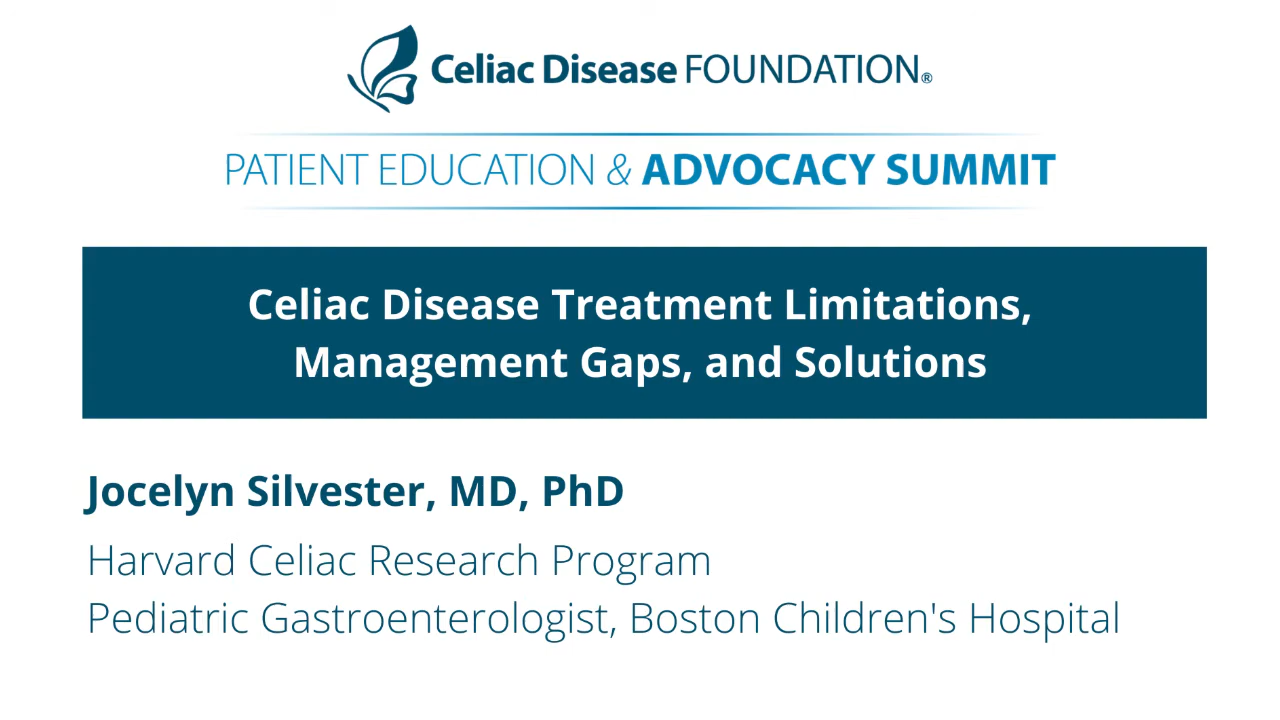 Celiac Disease FOUNDATION®
PATIENT EDUCATION & ADVOCACY SUMMIT
Celiac Disease Treatment Limitations,
Management Gaps, and Solutions
Jocelyn Silvester, MD, PhD
Harvard Celiac Research Program
Pediatric Gastroenterologist, Boston Children's Hospital